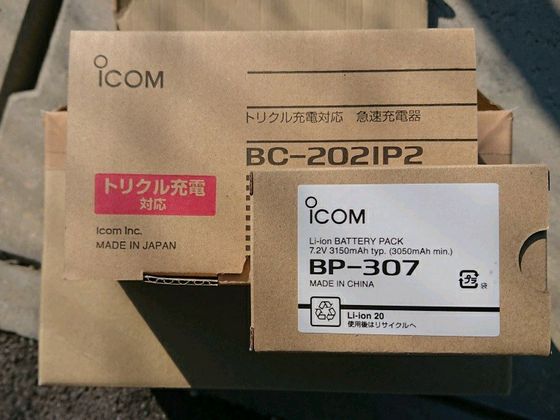 ICOM
トリクル充電対応 急速充電器
BC-202IP2
トリクル充電
対応
Icom Inc.
MADE IN JAPAN
ICOM
Li-ion BATTERY PACK
7.2V 3150mAh typ. (3050mAh min.)
BP-307
MADE IN CHINA
プラ
袋
Li-ion 20
使用後はリサイクルへ